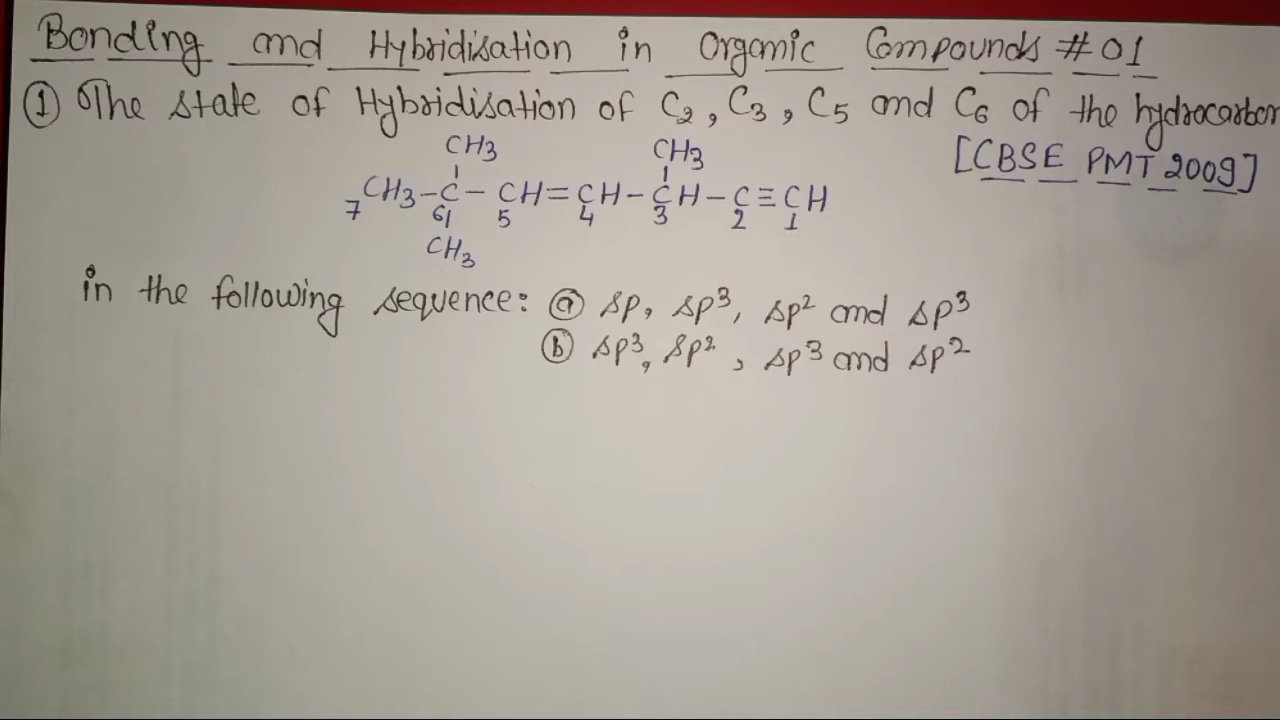 Bonding and Hybridisation in Organic Compounds # 01
① The state of Hybridisation of C₂, C₃, C₅ and C₆ of the hydrocarbon
[CBSE PMT 2009]
CH₃ CH₃
₇CH₃-C-CH=CH-CH-C≡CH
6 5 4 3 2 1
CH₃
in the following sequence: ⓐ sp, sp³, sp² and sp³
ⓑ sp³, sp², sp³ and sp²